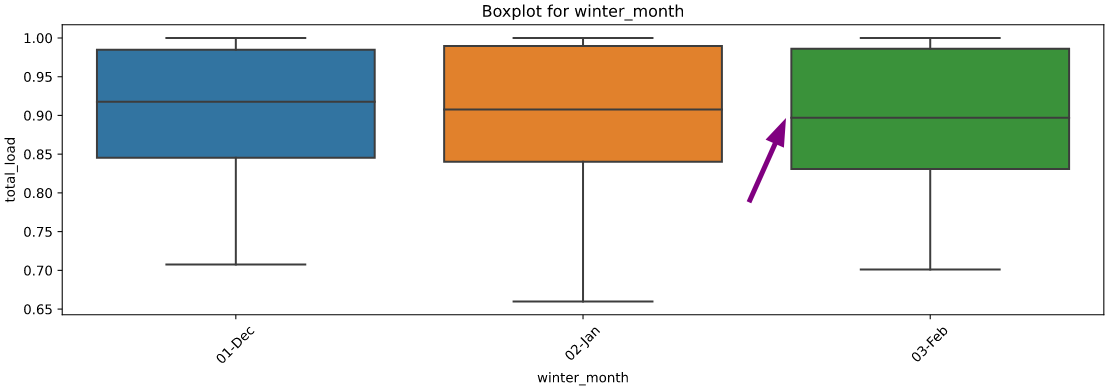 Boxplot for winter_month
1.00
0.95
0.90
0.85
0.80
0.75
0.70
0.65
total_load
01-Dec
02-Jan
03-Feb
winter_month